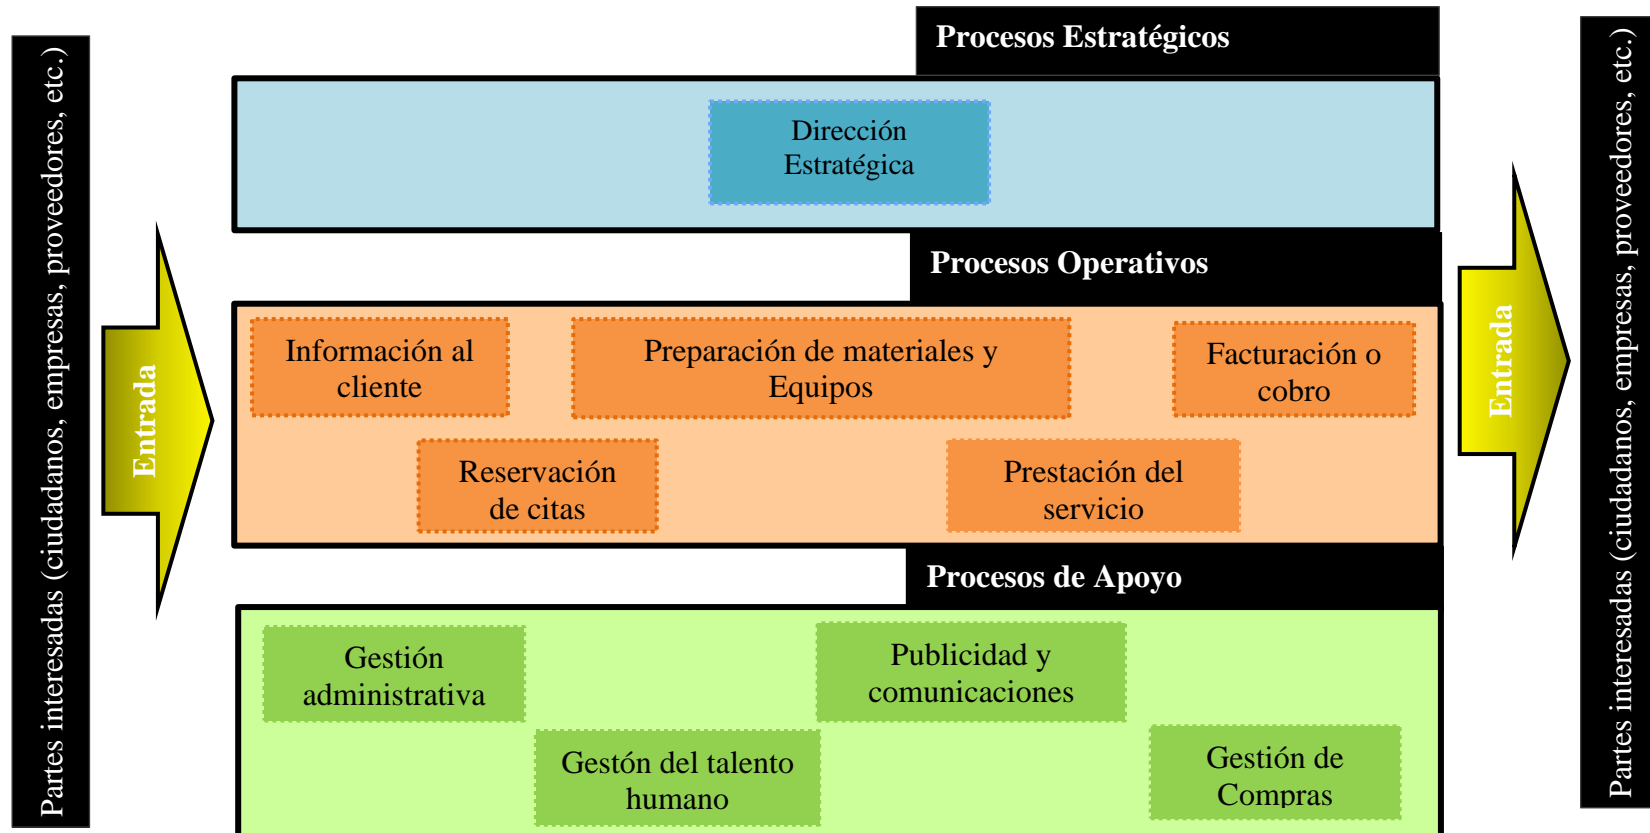 Partes interesadas (ciudadanos, empresas, proveedores, etc.)
Entrada
Procesos Estratégicos
Dirección
Estratégica
Procesos Operativos
Información al
cliente
Preparación de materiales y
Equipos
Facturación o
cobro
Reservación
de citas
Prestación del
servicio
Procesos de Apoyo
Gestión
administrativa
Publicidad y
comunicaciones
Gestón del talento
humano
Gestión de
Compras
Entrada
Partes interesadas (ciudadanos, empresas, proveedores, etc.)